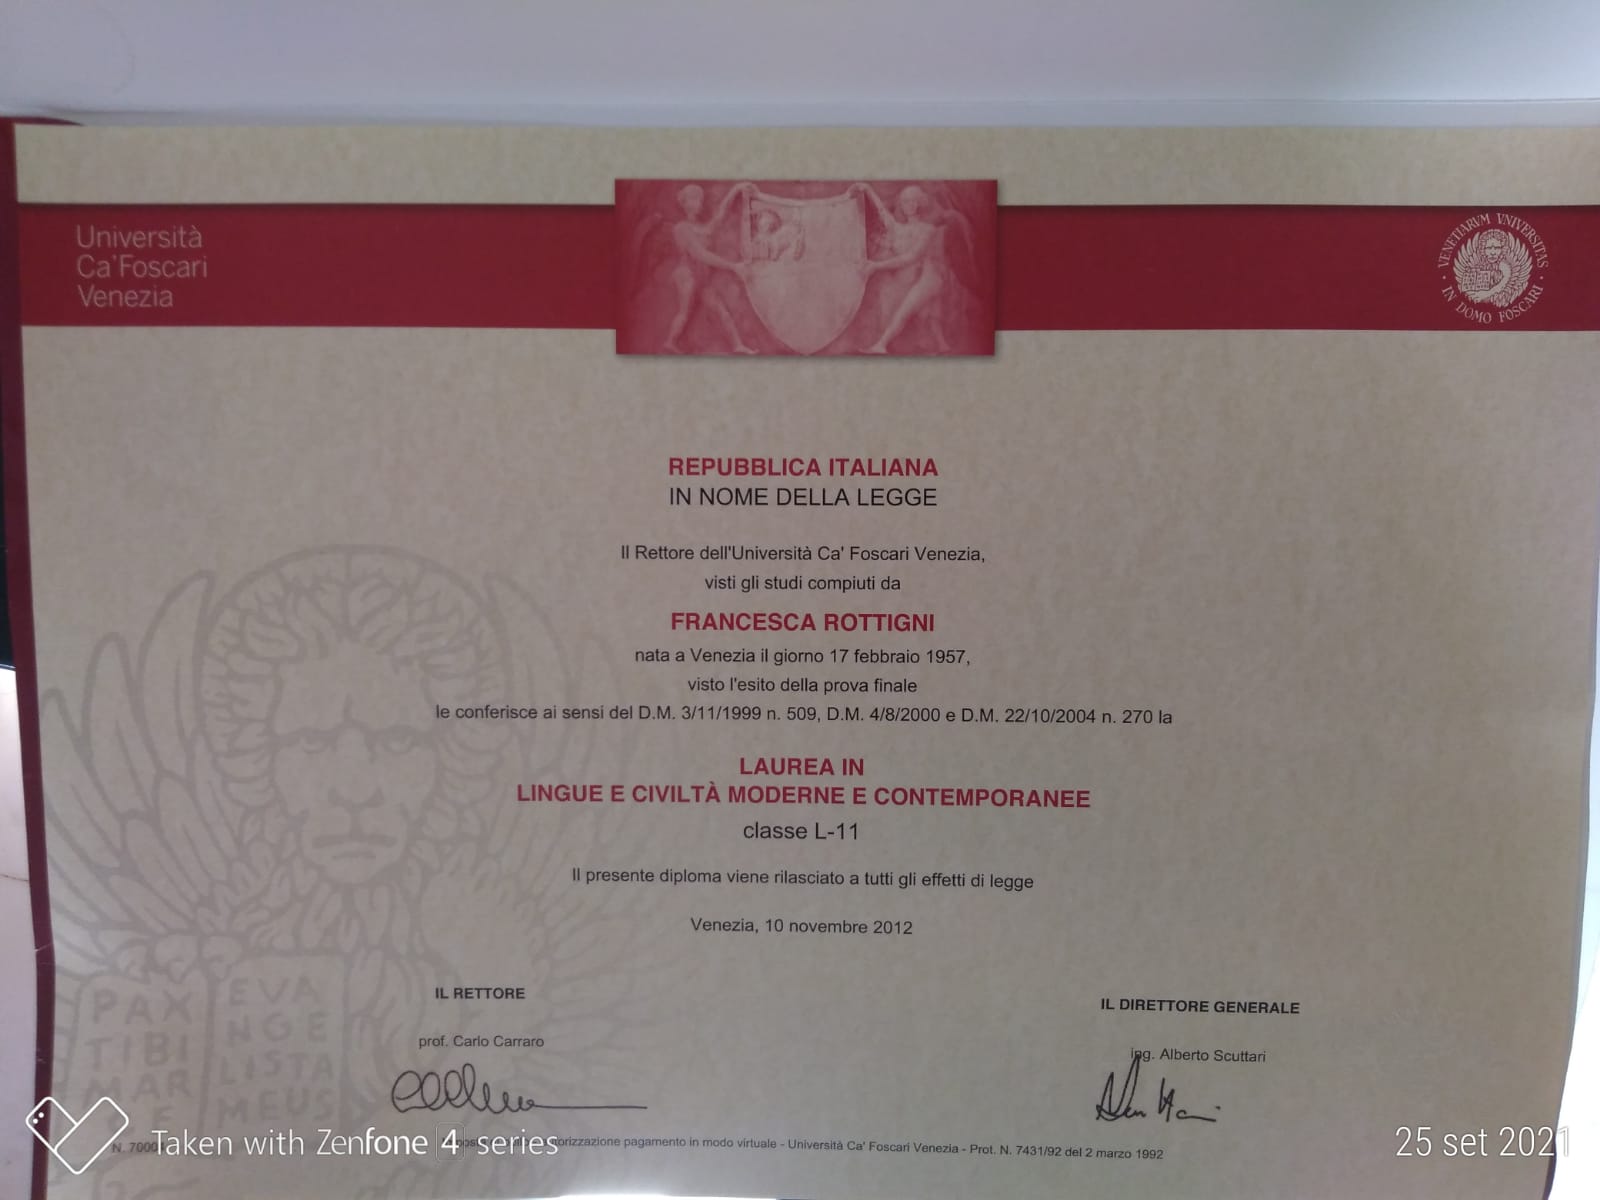 Università
Ca'Foscari
Venezia
VENETIARVM VNIVERSITAS
IN DOMO FOSCARI
REPUBBLICA ITALIANA
IN NOME DELLA LEGGE
Il Rettore dell'Università Ca' Foscari Venezia,
visti gli studi compiuti da
FRANCESCA ROTTIGNI
nata a Venezia il giorno 17 febbraio 1957,
visto l'esito della prova finale
le conferisce ai sensi del D.M. 3/11/1999 n. 509, D.M. 4/8/2000 e D.M. 22/10/2004 n. 270 la
LAUREA IN
LINGUE E CIVILTÀ MODERNE E CONTEMPORANEE
classe L-11
Il presente diploma viene rilasciato a tutti gli effetti di legge
Venezia, 10 novembre 2012
PAX EVA
TIBI NGE
MAR LISTA
E MEUS
IL RETTORE
prof. Carlo Carraro
IL DIRETTORE GENERALE
ing. Alberto Scuttari
N. 7000 pagamento in modo virtuale - Università Ca' Foscari Venezia - Prot. N. 7431/92 del 2 marzo 1992
Taken with Zenfone 4 series
25 set 2021